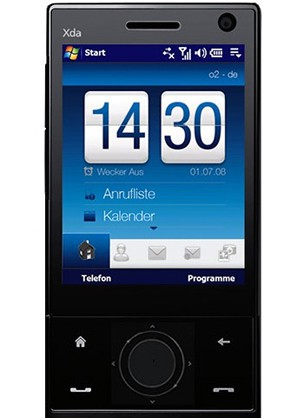 Xda
Start
o2 - de
14 30
Wecker Aus 01.07.08
Anrufliste
Kalender
Telefon Programme